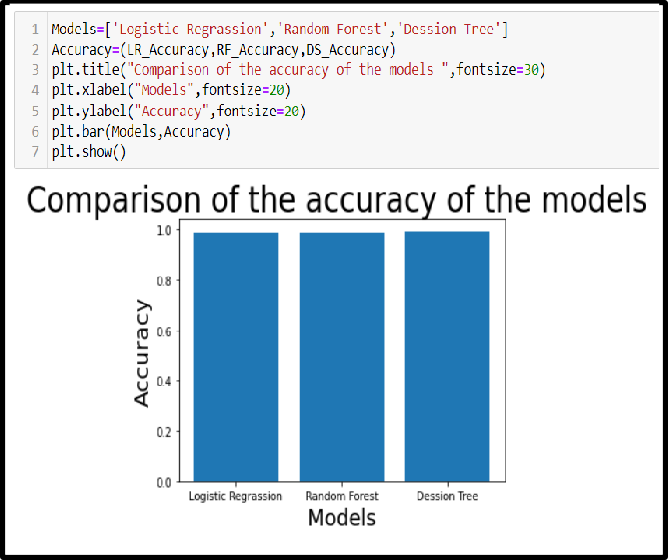 1 Models=['Logistic Regrassion','Random Forest','Dession Tree']
2 Accuracy=(LR_Accuracy,RF_Accuracy,DS_Accuracy)
3 plt.title("Comparison of the accuracy of the models ",fontsize=30)
4 plt.xlabel("Models",fontsize=20)
5 plt.ylabel("Accuracy",fontsize=20)
6 plt.bar(Models,Accuracy)
7 plt.show()
Comparison of the accuracy of the models
1.0
0.8
0.6
0.4
0.2
0.0
Accuracy
Logistic Regrassion Random Forest Dession Tree
Models